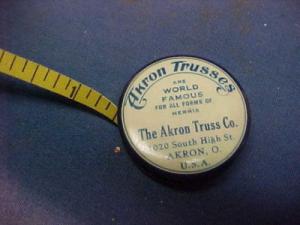 Akron Trusses
ARE
WORLD
FAMOUS
FOR ALL FORMS OF
HERNIA
The Akron Truss Co.
1020 South High St.
AKRON, O.
U.S.A.
1